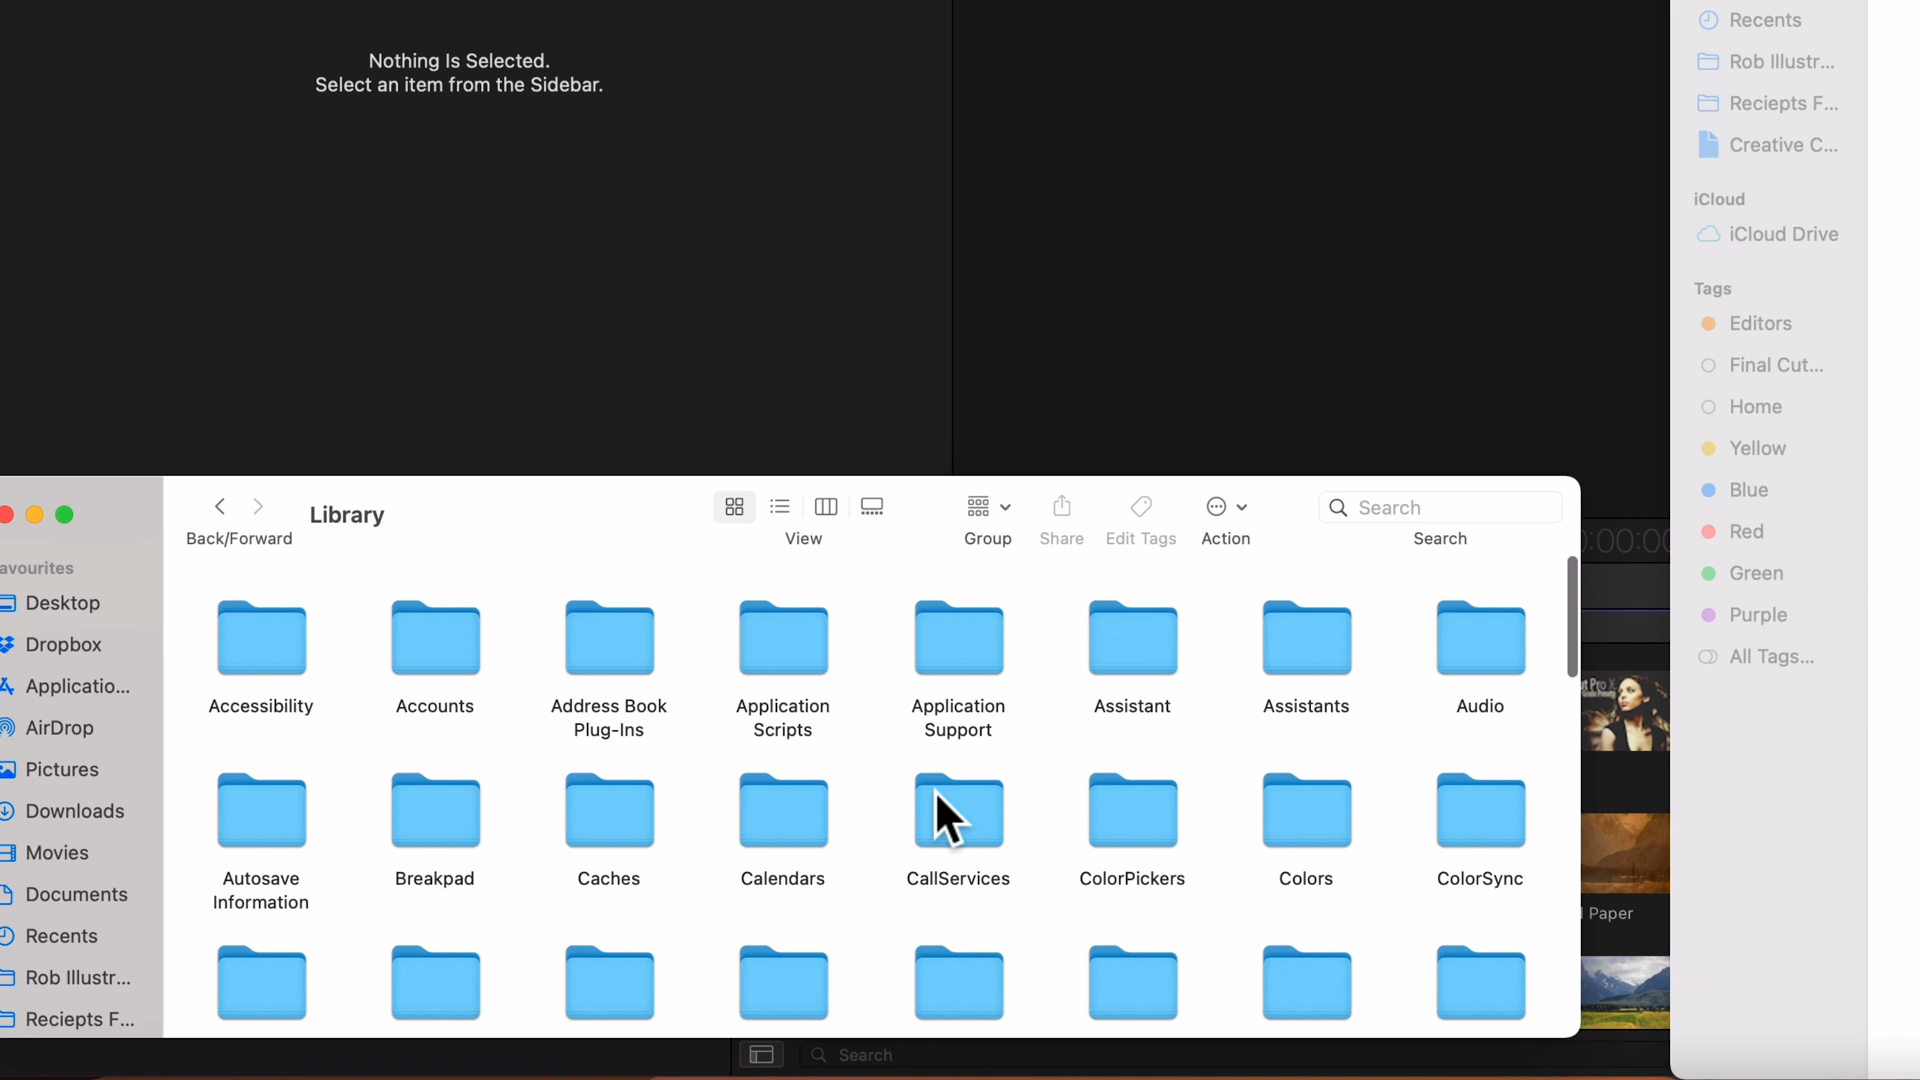 Nothing Is Selected.
Select an item from the Sidebar.
Recents
Rob Illustr...
Reciepts F...
Creative C...
iCloud
iCloud Drive
Tags
Editors
Final Cut...
Home
Yellow
Blue
Red
Green
Purple
All Tags...
Library
Back/Forward
View
Group
Share
Edit Tags
Action
Search
Search
avourites
Desktop
Dropbox
Applicatio...
AirDrop
Pictures
Downloads
Movies
Documents
Recents
Rob Illustr...
Reciepts F...
Accessibility
Accounts
Address Book
Plug-Ins
Application
Scripts
Application
Support
Assistant
Assistants
Audio
Autosave
Information
Breakpad
Caches
Calendars
CallServices
ColorPickers
Colors
ColorSync
:00:00
t Pro X
Paper
Search